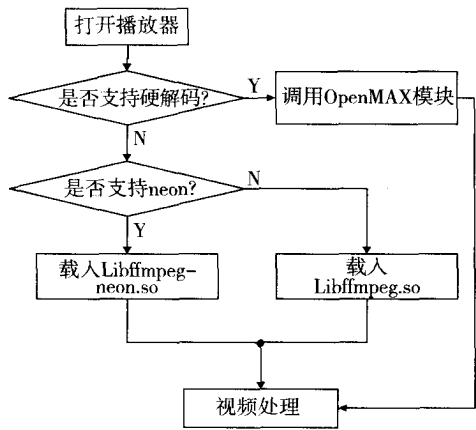 打开播放器
是否支持硬解码?
Y
调用OpenMAX模块
N
是否支持neon?
N
Y
载入Libffmpeg-
neon.so
载入
Libffmpeg.so
视频处理